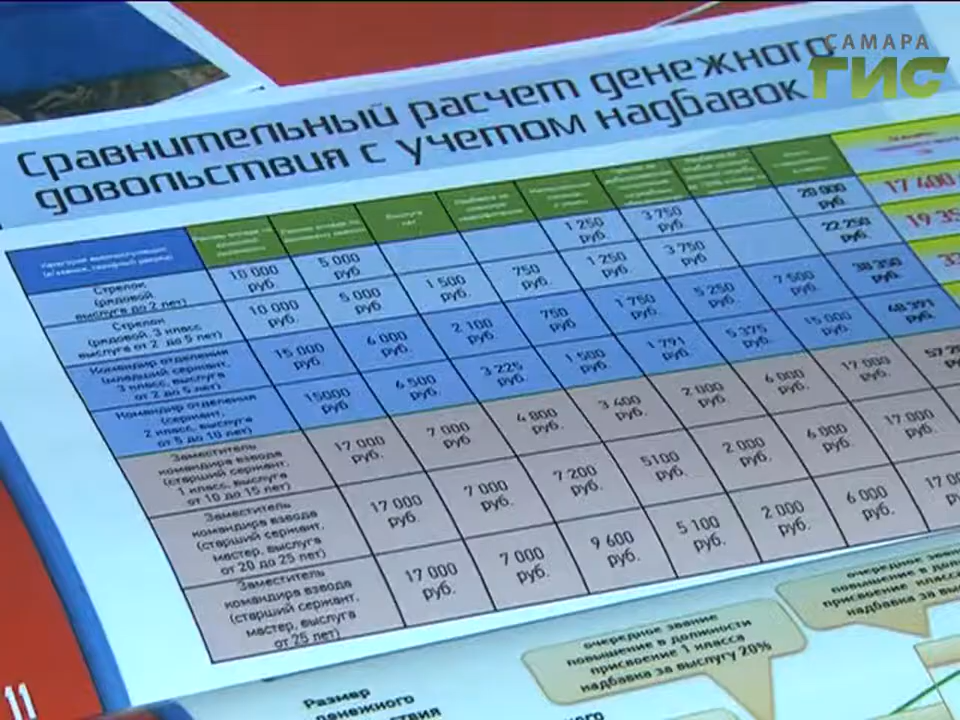 САМАРА
ГИС
Сравнительный расчет денежного
довольствия с учетом надбавок
Стрелок
(рядовой,
выслуга до 2 лет)
10 000 руб.
5 000 руб.
1 250 руб.
3 750 руб.
20 000 руб.
17 400
Стрелок
(рядовой, 3 класс
выслуга от 2 до 5 лет)
10 000 руб.
5 000 руб.
1 500 руб.
750 руб.
1 250 руб.
3 750 руб.
22 250 руб.
19 35
Командир отделения
(младший сержант,
3 класс, выслуга
от 2 до 5 лет)
15 000 руб.
6 000 руб.
2 100 руб.
750 руб.
1 750 руб.
5 250 руб.
7 500 руб.
38 350 руб.
Командир отделения
(сержант,
2 класс, выслуга
от 5 до 10 лет)
15000 руб
6 500 руб.
3 225 руб.
1 500 руб.
1 791 руб.
5 375 руб.
15 000 руб.
48 391 руб.
Заместитель
командира взвода
(старший сержант,
1 класс, выслуга
от 10 до 15 лет)
17 000 руб.
7 000 руб.
4 800 руб.
3 400 руб.
2 000 руб.
6 000 руб.
17 000 руб.
Заместитель
командира взвода
(старший сержант,
мастер, выслуга
от 20 до 25 лет)
17 000 руб.
7 000 руб.
7 200 руб.
5100 руб.
2 000 руб.
6 000 руб.
17 000 руб.
Заместитель
командира взвода
(старший сержант,
мастер, выслуга
от 25 лет)
17 000 руб.
7 000 руб.
9 600 руб.
5 100 руб.
2 000 руб.
6 000 руб.
очередное
повышение в
присвоение
надбавка за
очередное звание
повышение в должности
присвоение 1 класса
надбавка за выслугу 20%
11
Размер
денежного